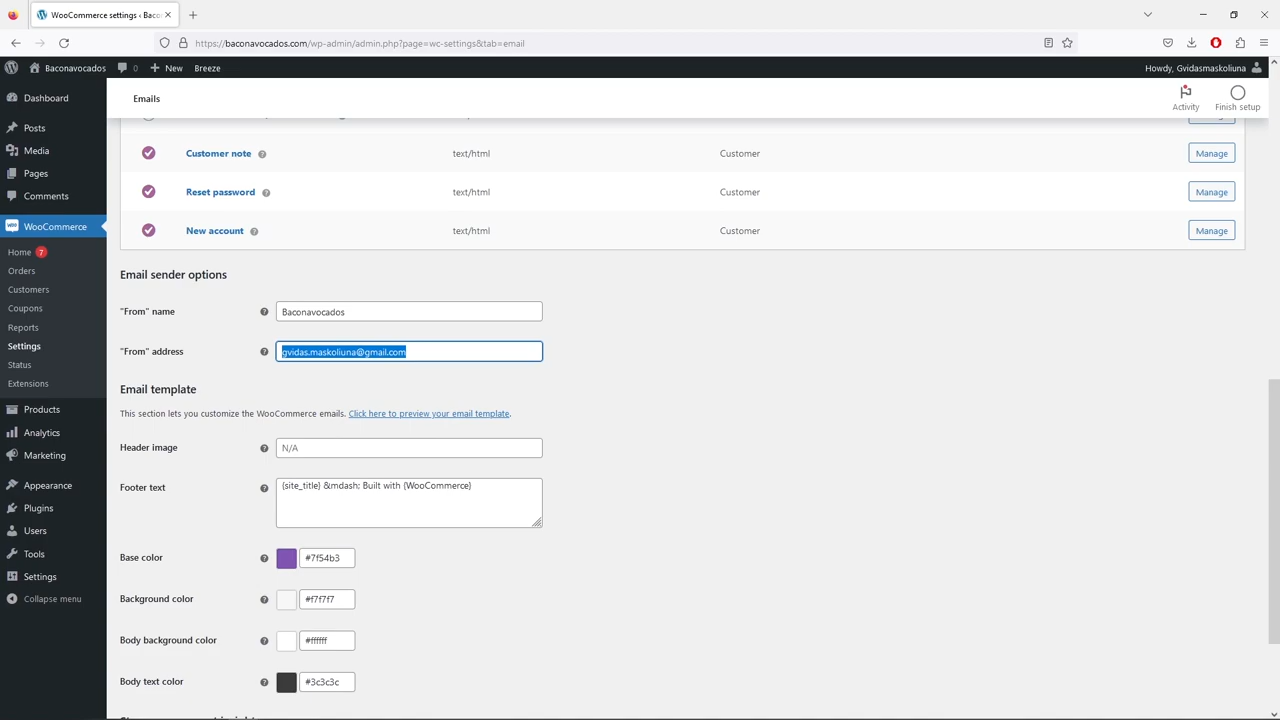 WooCommerce settings ‹ Baco
https://baconavocados.com/wp-admin/admin.php?page=wc-settings&tab=email
Baconavocados
0
New
Breeze
Howdy, Gvidasmaskoliuna
Dashboard
Posts
Media
Pages
Comments
WooCommerce
Home 7
Orders
Customers
Coupons
Reports
Settings
Status
Extensions
Products
Analytics
Marketing
Appearance
Plugins
Users
Tools
Settings
Collapse menu
Emails
Activity
Finish setup
Customer note text/html Customer Manage
Reset password text/html Customer Manage
New account text/html Customer Manage
Email sender options
"From" name Baconavocados
"From" address gvidas.maskoliuna@gmail.com
Email template
This section lets you customize the WooCommerce emails. Click here to preview your email template.
Header image N/A
Footer text {site_title} &mdash; Built with {WooCommerce}
Base color #7f54b3
Background color #f7f7f7
Body background color #ffffff
Body text color #3c3c3c